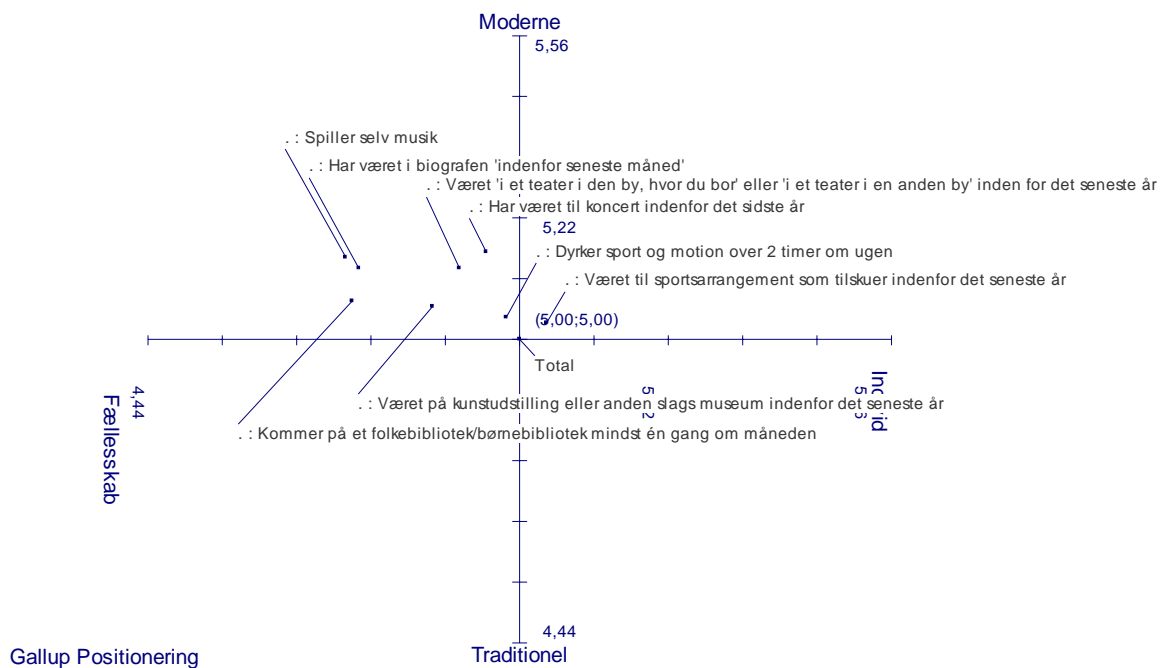 Moderne
5,56
. : Spiller selv musik
. : Har været i biografen 'indenfor seneste måned'
. : Været 'i et teater i den by, hvor du bor' eller 'i et teater i en anden by' inden for det seneste år
. : Har været til koncert indenfor det sidste år
5,22
. : Dyrker sport og motion over 2 timer om ugen
. : Været til sportsarrangement som tilskuer indenfor det seneste år
(5,00;5,00)
Total
4,44
Fællesskab
. : Været på kunstudstilling eller anden slags museum indenfor det seneste år
. : Kommer på et folkebibliotek/børnebibliotek mindst én gang om måneden
4,44
Traditionel
Gallup Positionering